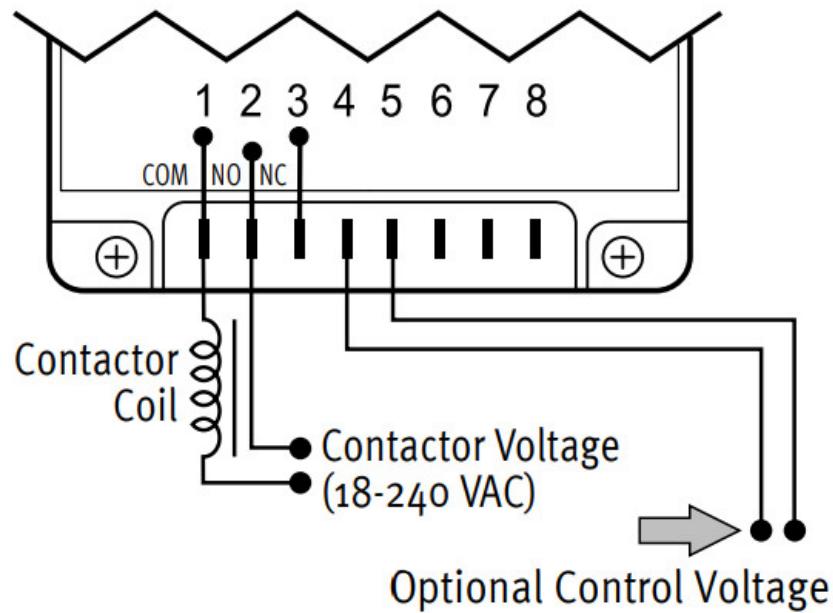 1 2 3 4 5 6 7 8
COM NO NC
Contactor
Coil
Contactor Voltage
(18-240 VAC)
Optional Control Voltage